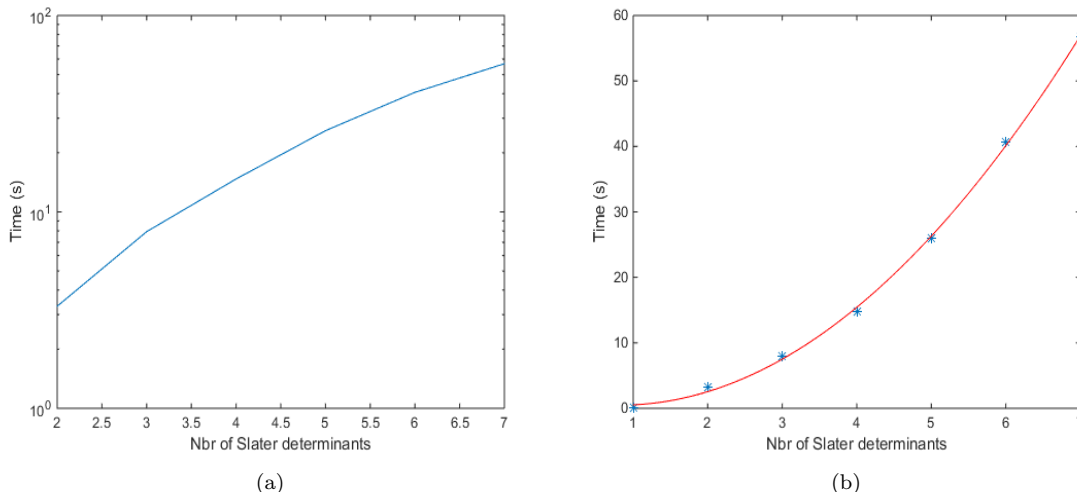 10^2
10^1
10^0
Time (s)
2 2.5 3 3.5 4 4.5 5 5.5 6 6.5 7
Nbr of Slater determinants
(a)
60
50
40
30
20
10
0
Time (s)
1 2 3 4 5 6
Nbr of Slater determinants
(b)